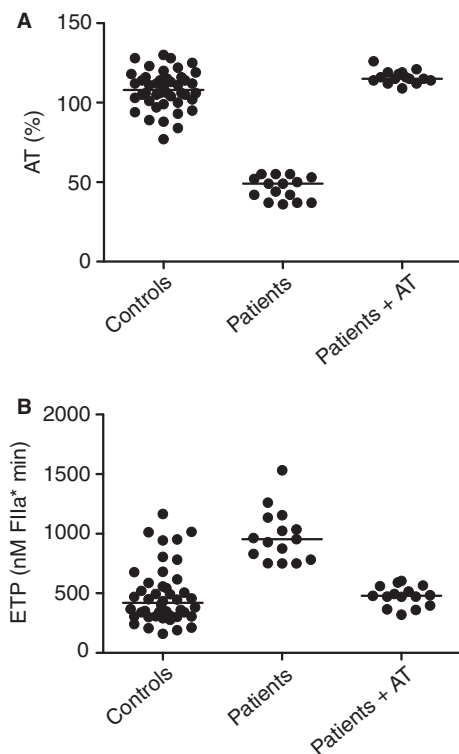 A
150
100
50
0
AT (%)
Controls
Patients
Patients + AT
B
2000
1500
1000
500
0
ETP (nM FIIa* min)
Controls
Patients
Patients + AT